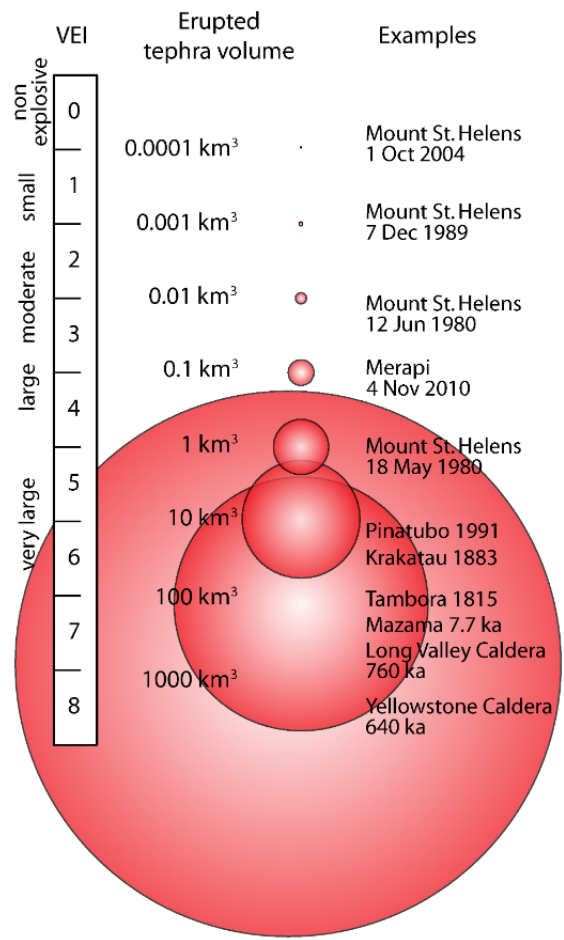 VEI
Erupted
tephra volume
Examples
non
explosive
small
moderate
large
very large
0
1
2
3
4
5
6
7
8
0.0001 km³
0.001 km³
0.01 km³
0.1 km³
1 km³
10 km³
100 km³
1000 km³
Mount St. Helens
1 Oct 2004
Mount St. Helens
7 Dec 1989
Mount St. Helens
12 Jun 1980
Merapi
4 Nov 2010
Mount St. Helens
18 May 1980
Pinatubo 1991
Krakatau 1883
Tambora 1815
Mazama 7.7 ka
Long Valley Caldera
760 ka
Yellowstone Caldera
640 ka